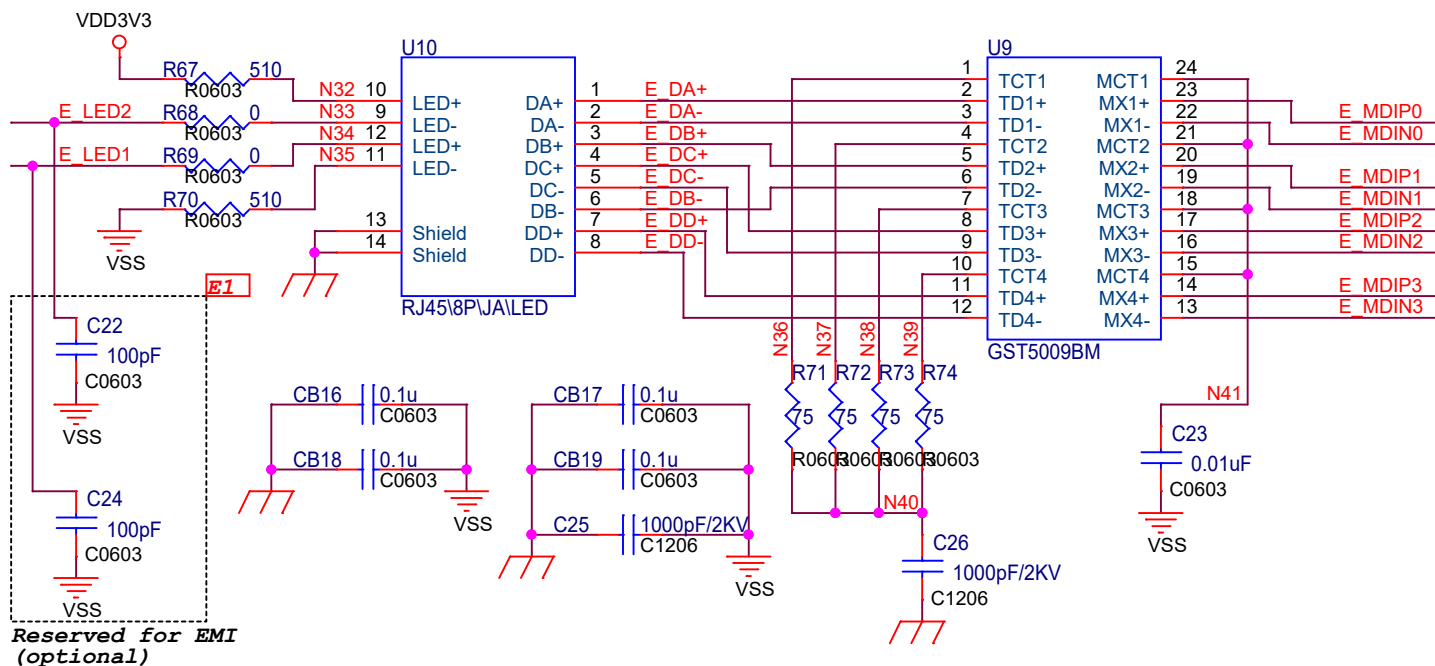 VDD3V3
R67 510
R0603
E_LED2 R68 0
R0603
E_LED1 R69 0
R0603
R70 510
R0603
VSS
N32 10
N33 9
N34 12
N35 11
13
14
U10
LED+ DA+ 1 E_DA+
LED- DA- 2 E_DA-
LED+ DB+ 3 E_DB+
LED- DC+ 4 E_DC+
DC- 5 E_DC-
DB- 6 E_DB-
Shield DD+ 7 E_DD+
Shield DD- 8 E_DD-
RJ45\8P\JA\LED
U9
1 TCT1 MCT1 24
2 TD1+ MX1+ 23 E_MDIP0
3 TD1- MX1- 22 E_MDIN0
4 TCT2 MCT2 21
5 TD2+ MX2+ 20 E_MDIP1
6 TD2- MX2- 19 E_MDIN1
7 TCT3 MCT3 18
8 TD3+ MX3+ 17 E_MDIP2
9 TD3- MX3- 16 E_MDIN2
10 TCT4 MCT4 15
11 TD4+ MX4+ 14 E_MDIP3
12 TD4- MX4- 13 E_MDIN3
GST5009BM
E1
C22
100pF
C0603
VSS
C24
100pF
C0603
VSS
Reserved for EMI
(optional)
CB16 0.1u
C0603
CB18 0.1u
C0603
VSS
CB17 0.1u
C0603
CB19 0.1u
C0603
C25 1000pF/2KV
C1206
VSS
N36 N37 N38 N39
R71 R72 R73 R74
75 75 75 75
R0603 R0603 R0603 R0603
N40
C26
1000pF/2KV
C1206
N41
C23
0.01uF
C0603
VSS